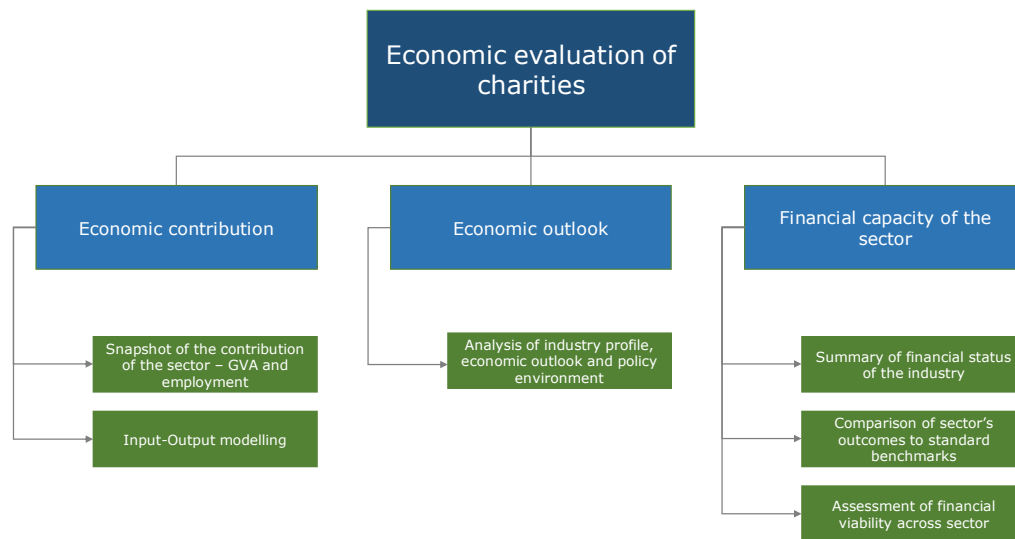 Economic evaluation of
charities
Economic contribution
Snapshot of the contribution
of the sector – GVA and
employment
Input-Output modelling
Economic outlook
Analysis of industry profile,
economic outlook and policy
environment
Financial capacity of the
sector
Summary of financial status
of the industry
Comparison of sector’s
outcomes to standard
benchmarks
Assessment of financial
viability across sector